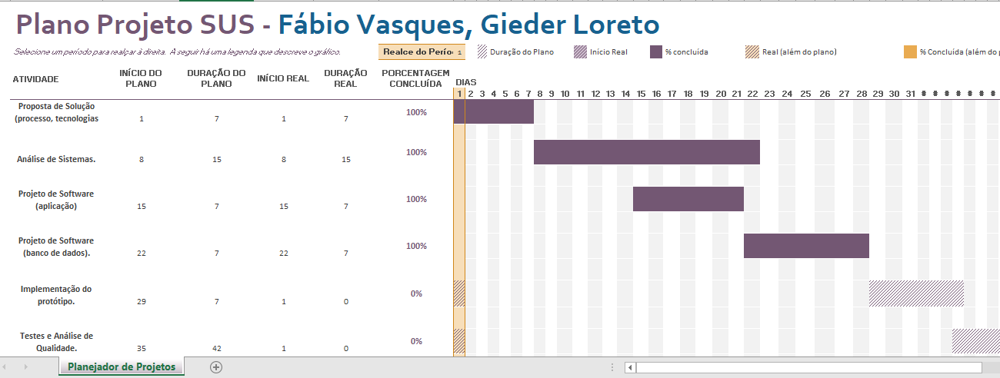 Plano Projeto SUS - Fábio Vasques, Gieder Loreto
Selecione um período para realçar à direita. A seguir há uma legenda que descreve o gráfico.
Realce do Perío 1
Duração do Plano
Início Real
% concluída
Real (além do plano)
% Concluída (além do p
ATIVIDADE
INÍCIO DO
PLANO
DURAÇÃO DO
PLANO
INÍCIO REAL
DURAÇÃO
REAL
PORCENTAGEM
CONCLUÍDA
DIAS
1 2 3 4 5 6 7 8 9 10 11 12 13 14 15 16 17 18 19 20 21 22 23 24 25 26 27 28 29 30 31 # # # # # # #
Proposta de Solução
(processo, tecnologias
1 7 1 7 100%
Análise de Sistemas.
8 15 8 15 100%
Projeto de Software
(aplicação)
15 7 15 7 100%
Projeto de Software
(banco de dados).
22 7 22 7 100%
Implementação do
protótipo.
29 7 1 0 0%
Testes e Análise de
Qualidade.
35 42 1 0 0%
Planejador de Projetos